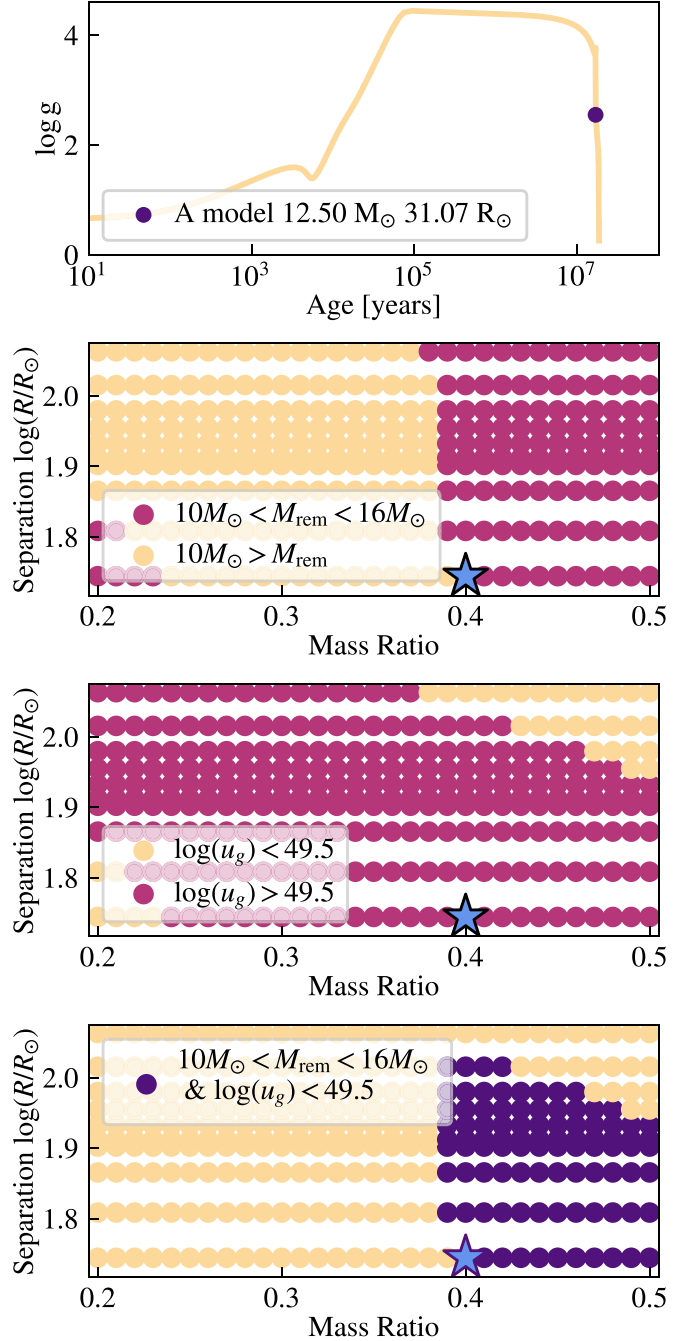 4
2
0
log g
A model 12.50 M⊙ 31.07 R⊙
10¹ 10³ 10⁵ 10⁷
Age [years]
2.0
1.9
1.8
Separation log(R/R⊙)
10M⊙ < Mrem < 16M⊙
10M⊙ > Mrem
0.2 0.3 0.4 0.5
Mass Ratio
2.0
1.9
1.8
Separation log(R/R⊙)
log(u_g) < 49.5
log(u_g) > 49.5
0.2 0.3 0.4 0.5
Mass Ratio
2.0
1.9
1.8
Separation log(R/R⊙)
10M⊙ < Mrem < 16M⊙
& log(u_g) < 49.5
0.2 0.3 0.4 0.5
Mass Ratio